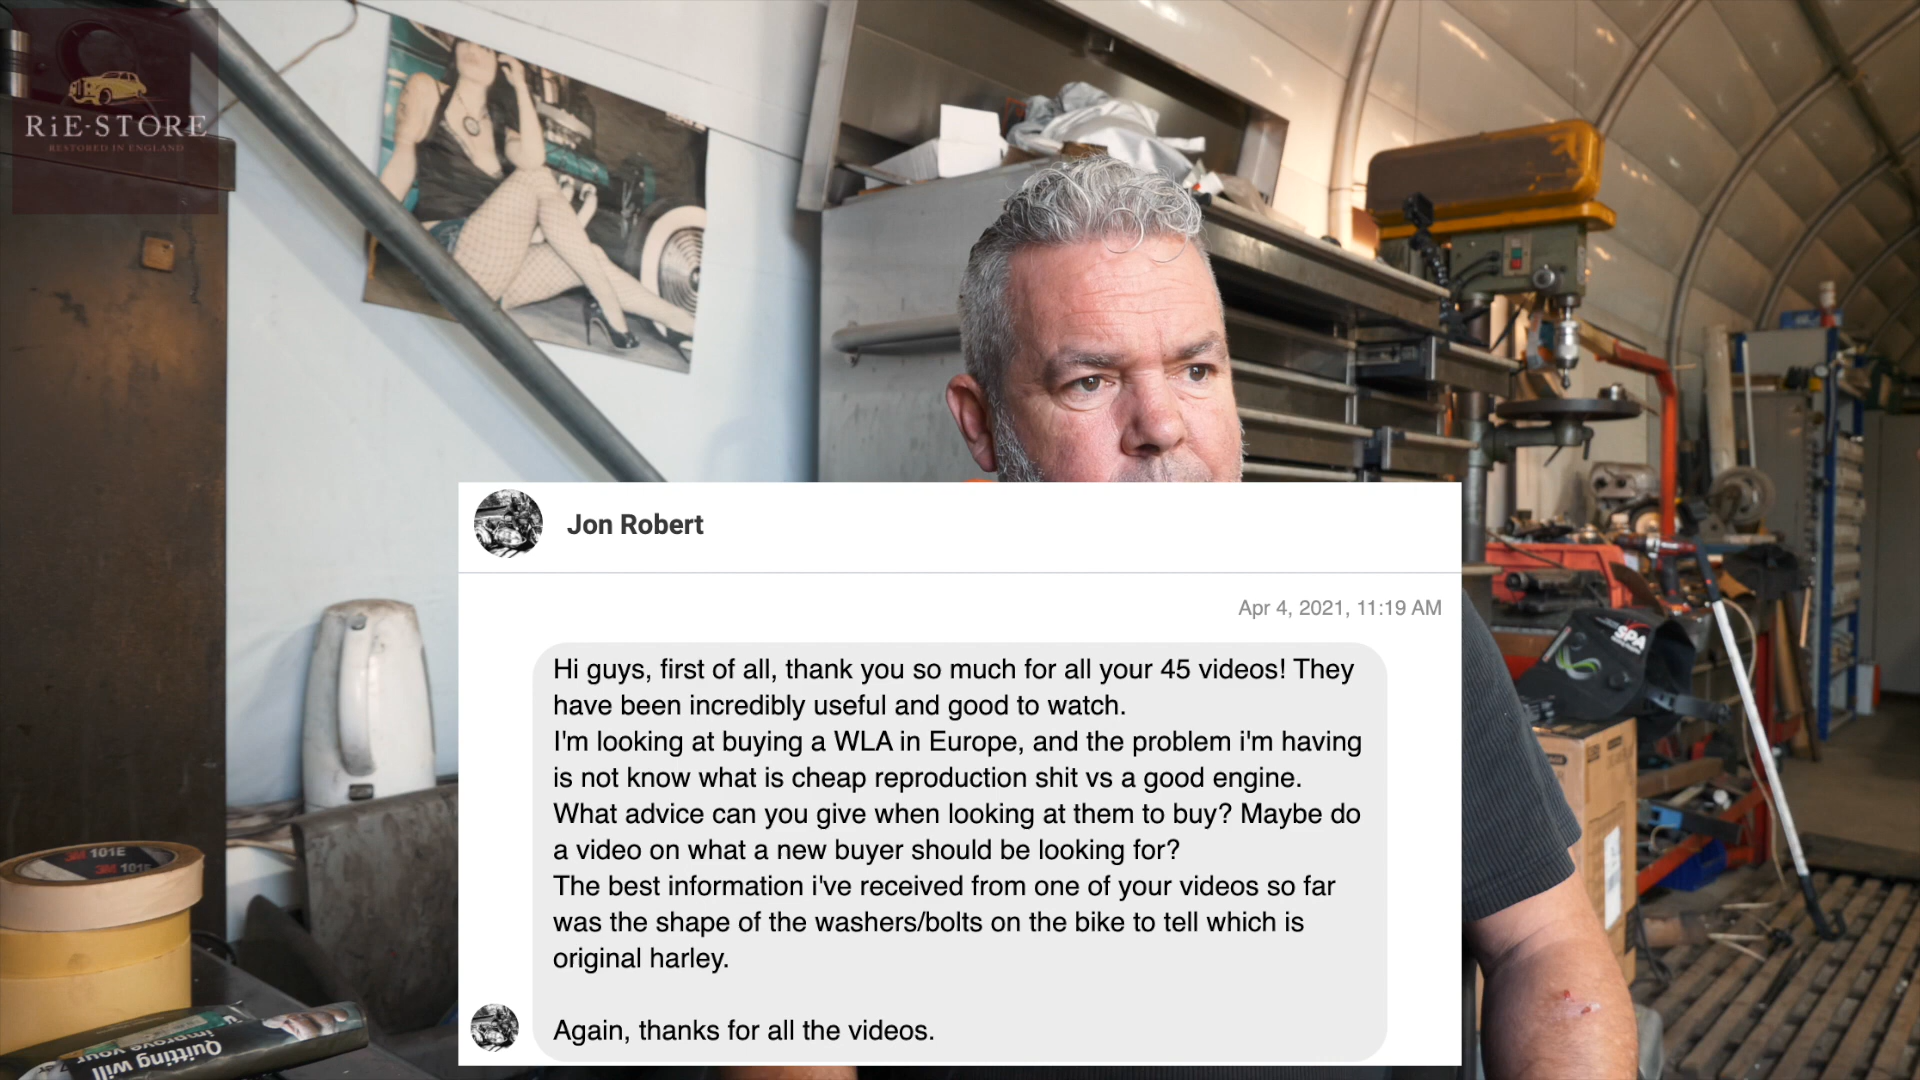 RiE-STORE
RESTORED IN ENGLAND
Jon Robert
Apr 4, 2021, 11:19 AM
Hi guys, first of all, thank you so much for all your 45 videos! They
have been incredibly useful and good to watch.
I'm looking at buying a WLA in Europe, and the problem i'm having
is not know what is cheap reproduction shit vs a good engine.
What advice can you give when looking at them to buy? Maybe do
a video on what a new buyer should be looking for?
The best information i've received from one of your videos so far
was the shape of the washers/bolts on the bike to tell which is
original harley.
Again, thanks for all the videos.
SPA
3M 101E
3M 101E
Quitting will
improve your